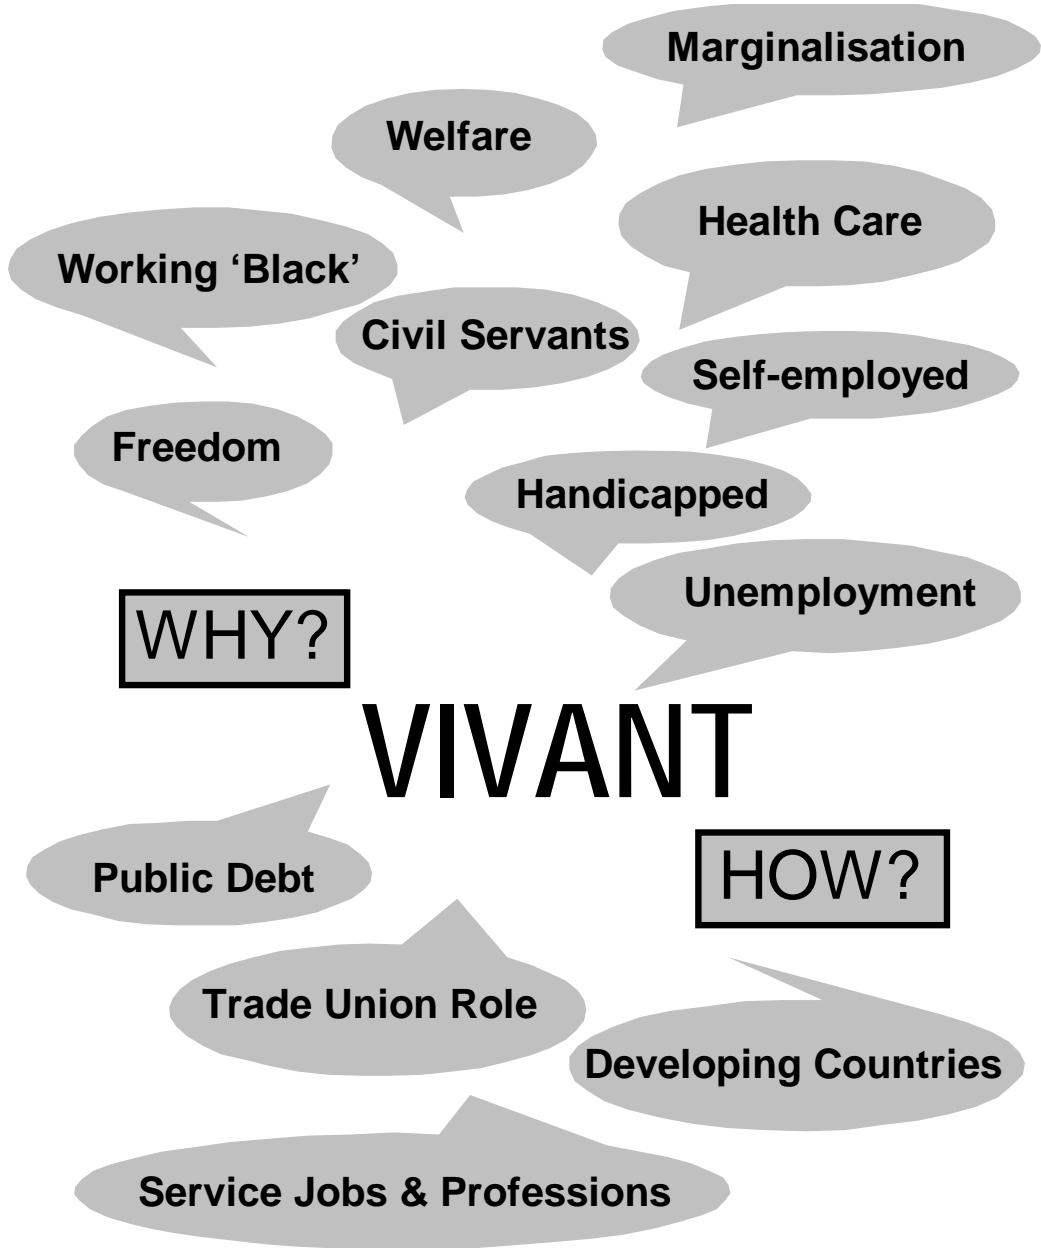 Marginalisation
Welfare
Health Care
Working ‘Black’
Civil Servants
Self-employed
Freedom
Handicapped
Unemployment
WHY?
VIVANT
HOW?
Public Debt
Trade Union Role
Developing Countries
Service Jobs & Professions